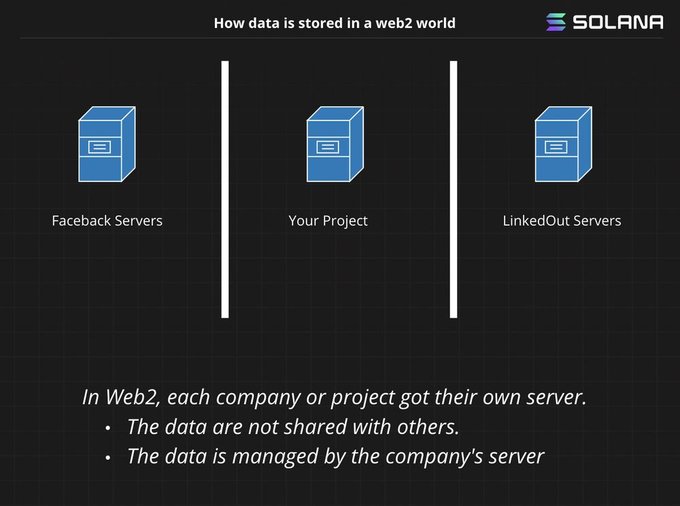 How data is stored in a web2 world
SOLANA
Faceback Servers
Your Project
LinkedOut Servers
In Web2, each company or project got their own server.
• The data are not shared with others.
• The data is managed by the company's server